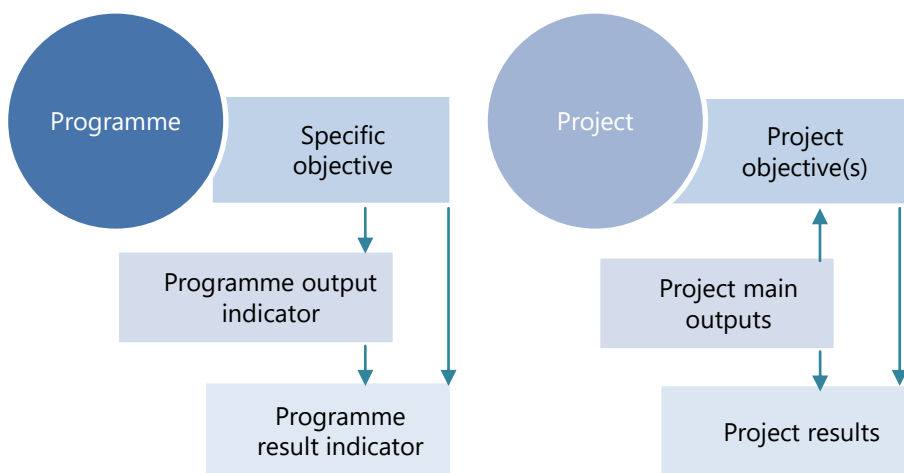 Programme
Specific
objective
Programme output
indicator
Programme
result indicator
Project
Project
objective(s)
Project main
outputs
Project results